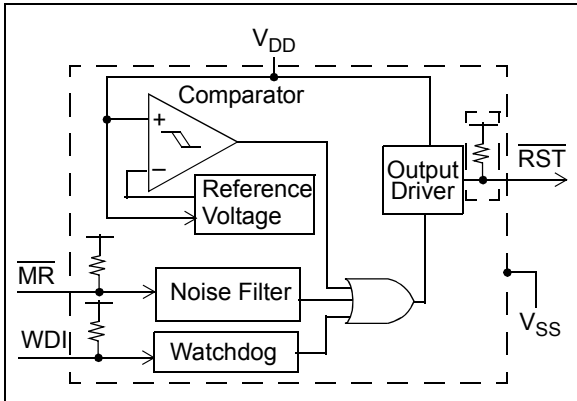 VDD
Comparator
+
−
Reference
Voltage
Output
Driver
RST
MR
Noise Filter
WDI
Watchdog
VSS